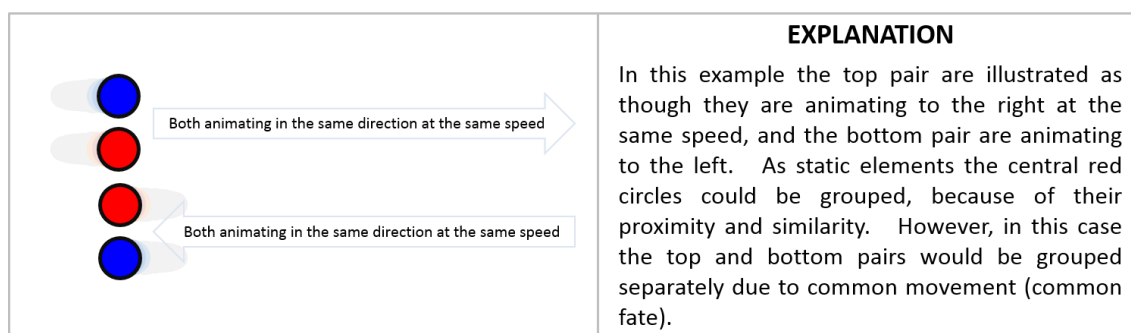 Both animating in the same direction at the same speed
Both animating in the same direction at the same speed
EXPLANATION
In this example the top pair are illustrated as
though they are animating to the right at the
same speed, and the bottom pair are animating
to the left. As static elements the central red
circles could be grouped, because of their
proximity and similarity. However, in this case
the top and bottom pairs would be grouped
separately due to common movement (common
fate).